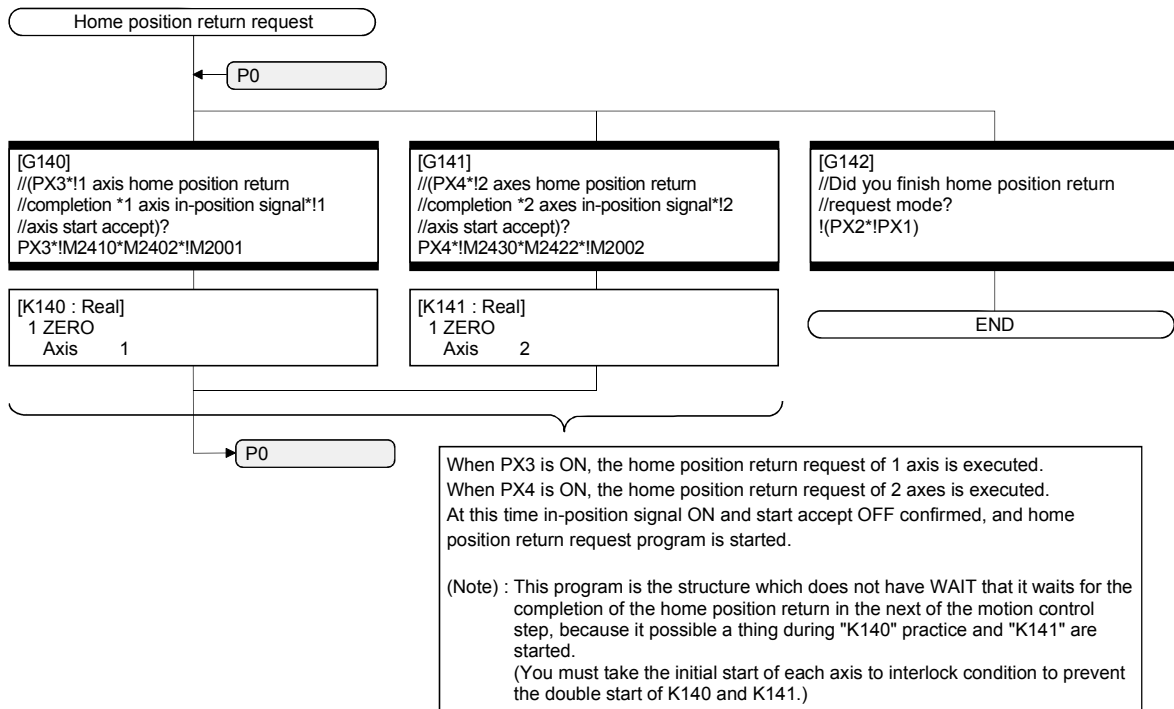 Home position return request
P0
[G140]
//(PX3*!1 axis home position return
//completion *1 axis in-position signal*!1
//axis start accept)?
PX3*!M2410*M2402*!M2001
[G141]
//(PX4*!2 axes home position return
//completion *2 axes in-position signal*!2
//axis start accept)?
PX4*!M2430*M2422*!M2002
[G142]
//Did you finish home position return
//request mode?
!(PX2*!PX1)
[K140 : Real]
1 ZERO
Axis 1
[K141 : Real]
1 ZERO
Axis 2
END
P0
When PX3 is ON, the home position return request of 1 axis is executed.
When PX4 is ON, the home position return request of 2 axes is executed.
At this time in-position signal ON and start accept OFF confirmed, and home
position return request program is started.
(Note) : This program is the structure which does not have WAIT that it waits for the
completion of the home position return in the next of the motion control
step, because it possible a thing during "K140" practice and "K141" are
started.
(You must take the initial start of each axis to interlock condition to prevent
the double start of K140 and K141.)